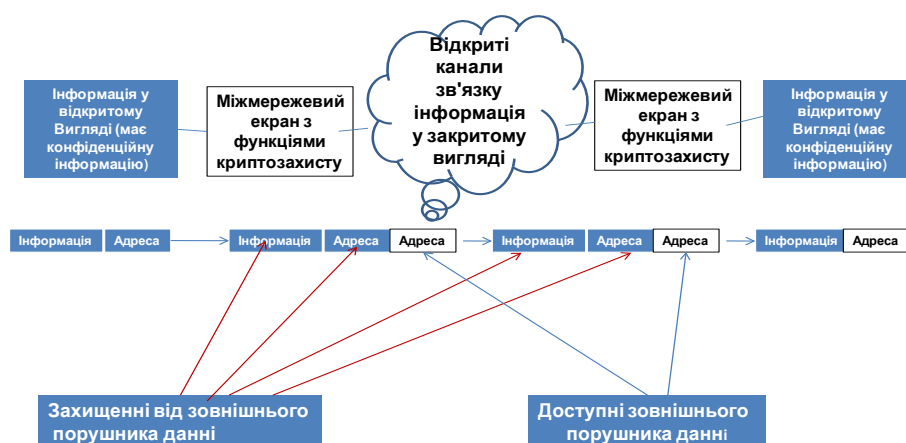 Інформація у
відкритому
Вигляді (має
конфіденційну
інформацію)
Міжмережевий
екран з
функціями
криптозахисту
Відкриті
канали
зв'язку
інформація
у закритому
вигляді
Міжмережевий
екран з
функціями
криптозахисту
Інформація у
відкритому
Вигляді (має
конфіденційну
інформацію)
Інформація Адреса Інформація Адреса Адреса Інформація Адреса Адреса Інформація Адреса
Захищенні від зовнішнього
порушника данні
Доступні зовнішнього
порушника данні